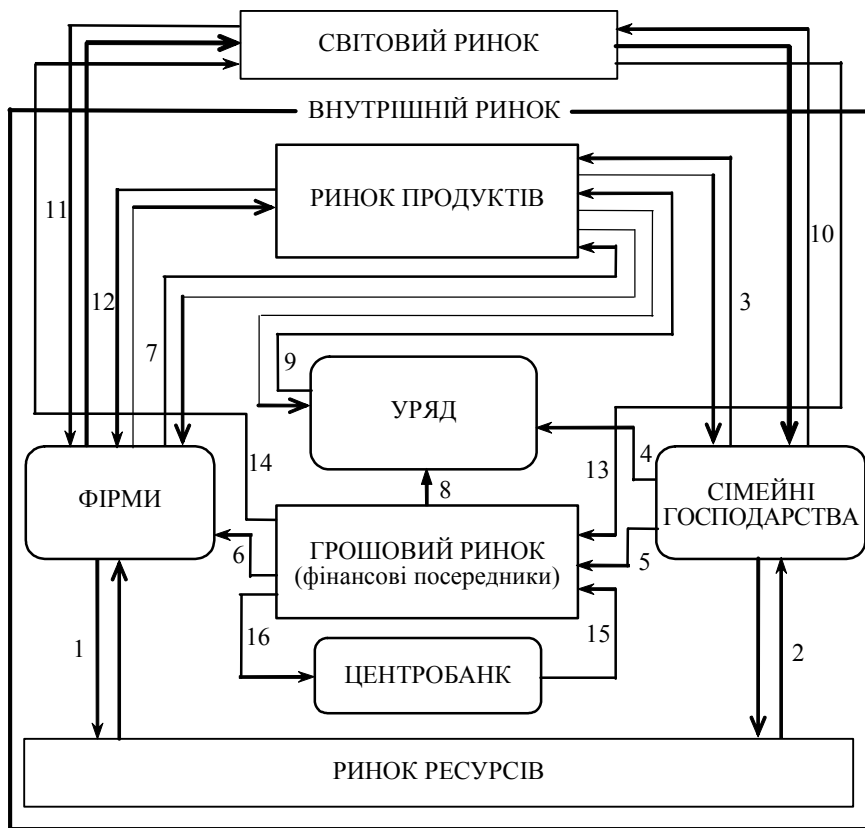 СВІТОВИЙ РИНОК
ВНУТРІШНІЙ РИНОК
РИНОК ПРОДУКТІВ
11
10
12
3
7
9
УРЯД
14
8
13
4
ФІРМИ
СІМЕЙНІ
ГОСПОДАРСТВА
6
ГРОШОВИЙ РИНОК
(фінансові посередники)
5
16
15
1
ЦЕНТРОБАНК
2
РИНОК РЕСУРСІВ